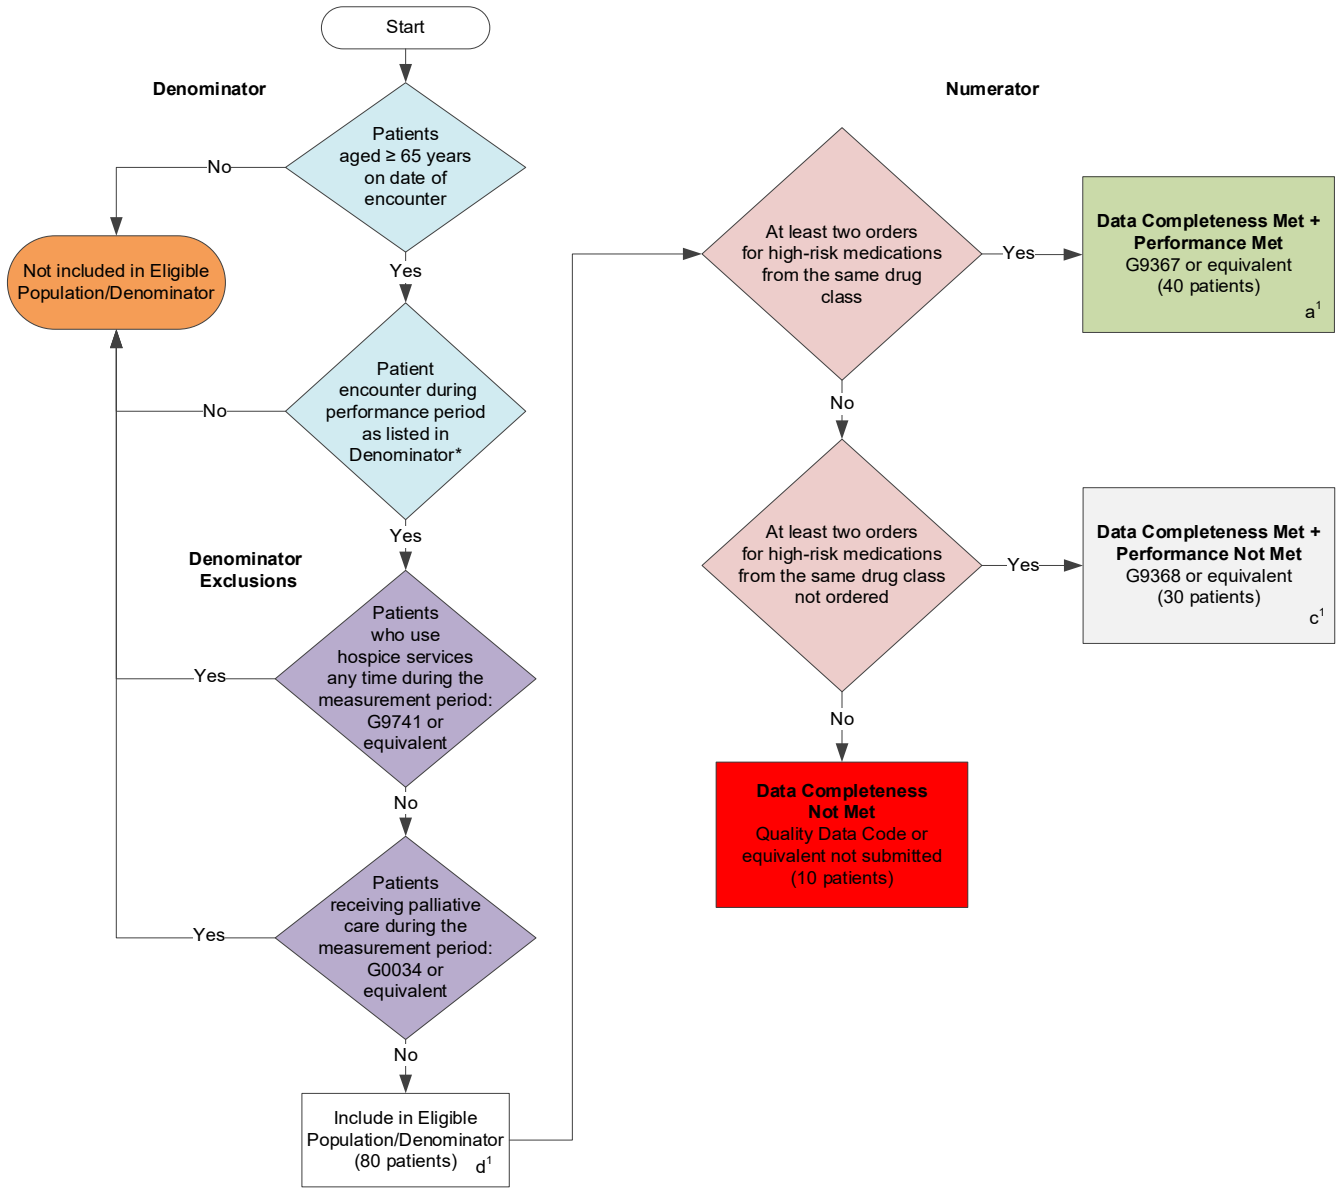 Start
Denominator
Patients
aged ≥ 65 years
on date of
encounter
No
Not included in Eligible
Population/Denominator
Yes
Patient
encounter during
performance period
as listed in
Denominator*
No
Yes
Denominator
Exclusions
Patients
who use
hospice services
any time during the
measurement period:
G9741 or
equivalent
Yes
No
Patients
receiving palliative
care during the
measurement period:
G0034 or
equivalent
Yes
No
Include in Eligible
Population/Denominator
(80 patients)
d¹
Numerator
At least two orders
for high-risk medications
from the same drug
class
Yes
Data Completeness Met +
Performance Met
G9367 or equivalent
(40 patients)
a¹
No
At least two orders
for high-risk medications
from the same drug class
not ordered
Yes
Data Completeness Met +
Performance Not Met
G9368 or equivalent
(30 patients)
c¹
No
Data Completeness
Not Met
Quality Data Code or
equivalent not submitted
(10 patients)